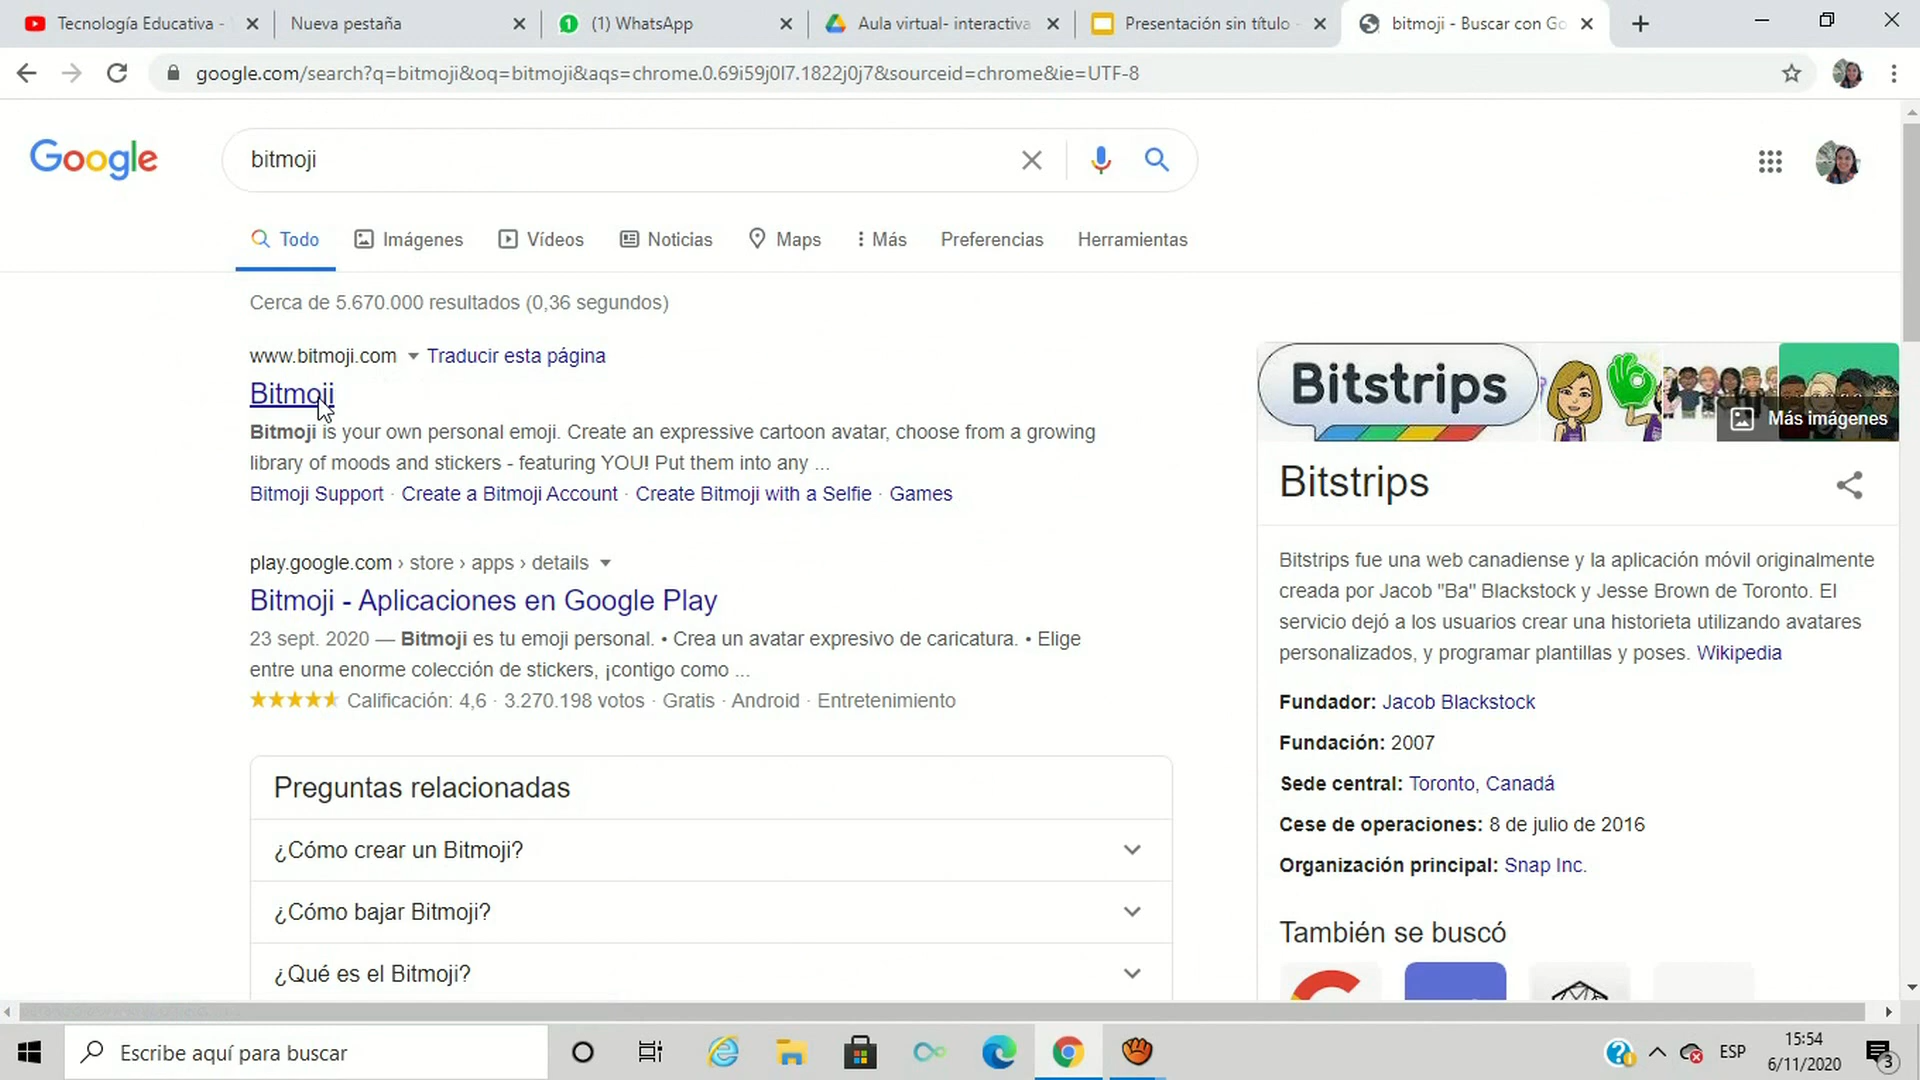 Tecnología Educativa -
Nueva pestaña
(1) WhatsApp
Aula virtual- interactiva
Presentación sin título -
bitmoji - Buscar con Go
google.com/search?q=bitmoji&oq=bitmoji&aqs=chrome.0.69i59j0l7.1822j0j7&sourceid=chrome&ie=UTF-8
Google
bitmoji
Todo
Imágenes
Vídeos
Noticias
Maps
Más
Preferencias
Herramientas
Cerca de 5.670.000 resultados (0,36 segundos)
www.bitmoji.com Traducir esta página
Bitmoji
Bitmoji is your own personal emoji. Create an expressive cartoon avatar, choose from a growing
library of moods and stickers - featuring YOU! Put them into any ...
Bitmoji Support · Create a Bitmoji Account · Create Bitmoji with a Selfie · Games
play.google.com › store › apps › details
Bitmoji - Aplicaciones en Google Play
23 sept. 2020 — Bitmoji es tu emoji personal. • Crea un avatar expresivo de caricatura. • Elige
entre una enorme colección de stickers, ¡contigo como ...
Calificación: 4,6 · 3.270.198 votos · Gratis · Android · Entretenimiento
Preguntas relacionadas
¿Cómo crear un Bitmoji?
¿Cómo bajar Bitmoji?
¿Qué es el Bitmoji?
Bitstrips
Más imágenes
Bitstrips
Bitstrips fue una web canadiense y la aplicación móvil originalmente
creada por Jacob "Ba" Blackstock y Jesse Brown de Toronto. El
servicio dejó a los usuarios crear una historieta utilizando avatares
personalizados, y programar plantillas y poses. Wikipedia
Fundador: Jacob Blackstock
Fundación: 2007
Sede central: Toronto, Canadá
Cese de operaciones: 8 de julio de 2016
Organización principal: Snap Inc.
También se buscó
Escribe aquí para buscar
ESP
15:54
6/11/2020
3